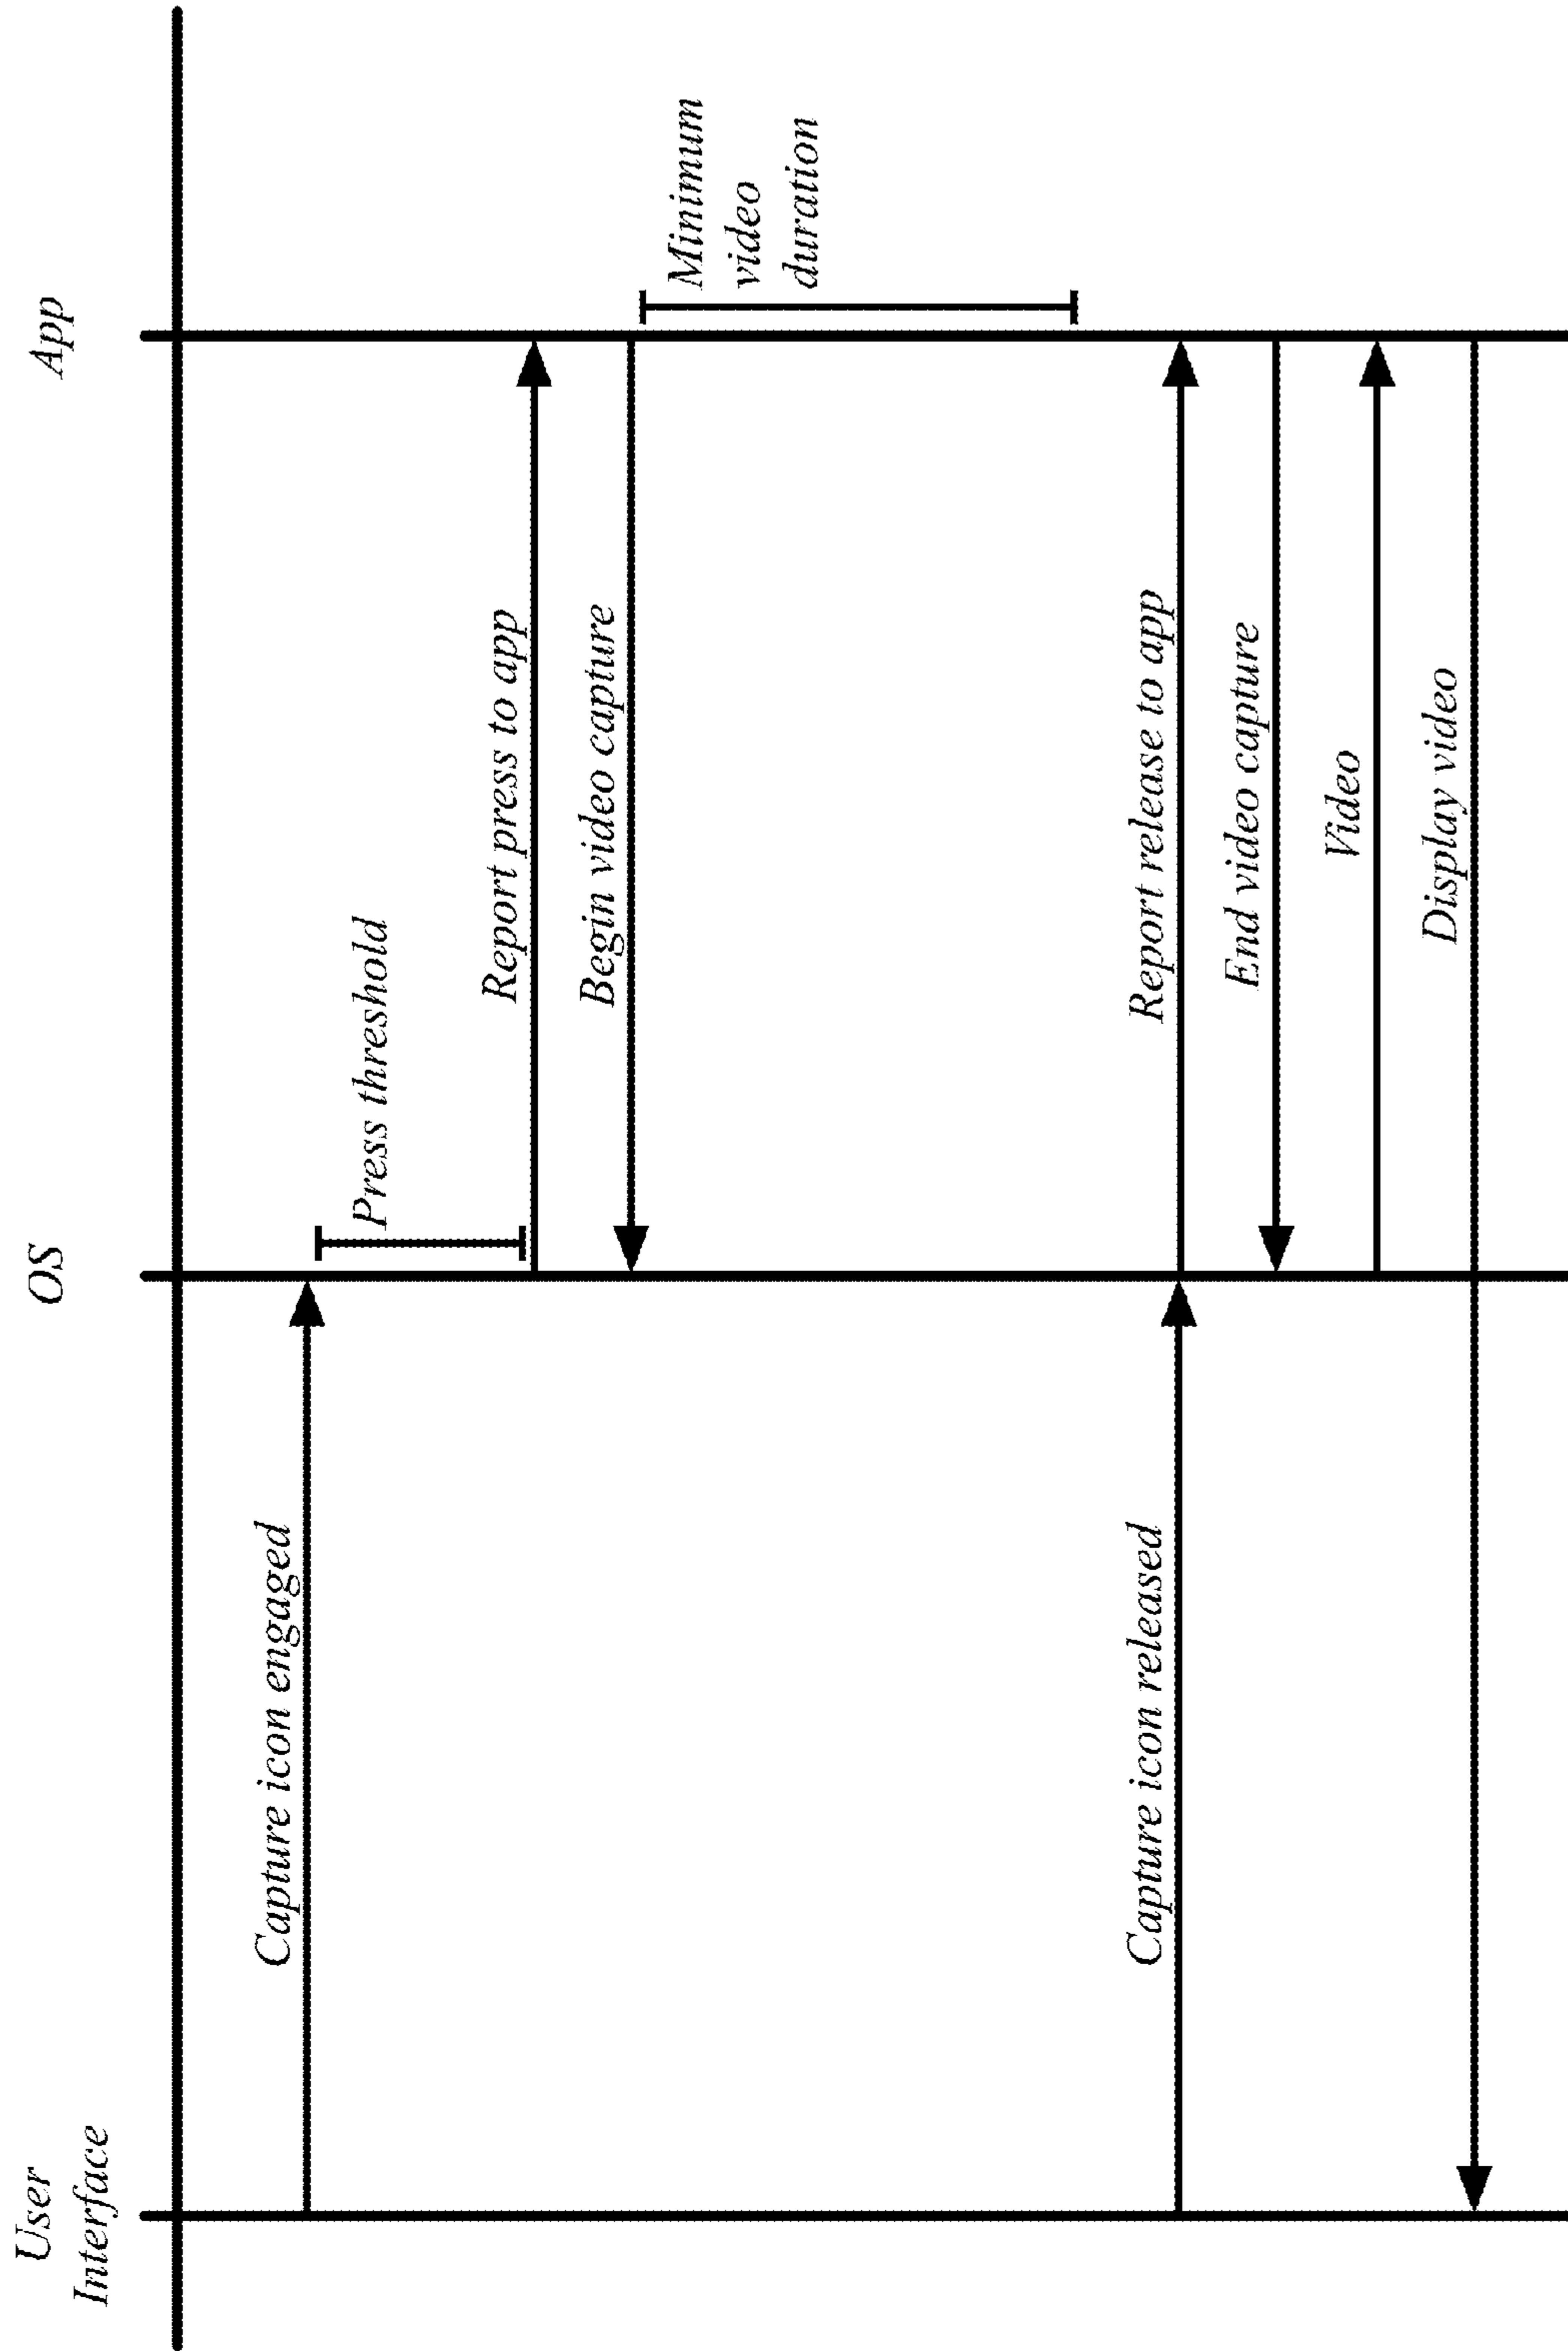 User
Interface
OS
App
Capture icon engaged
Press threshold
Report press to app
Begin video capture
Minimum
video
duration
Capture icon released
Report release to app
End video capture
Video
Display video